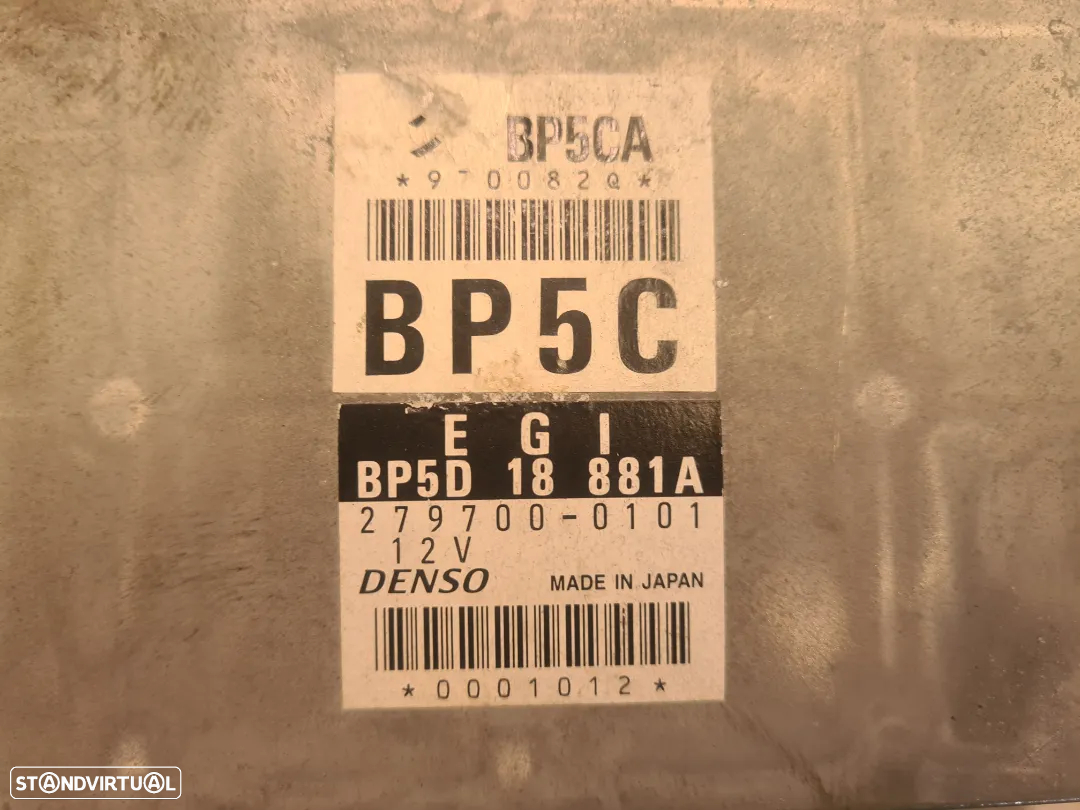 BP5CA
*970082Q*
BP5C
E G I
BP5D 18 881A
279700-0101
12V
DENSO MADE IN JAPAN
*0001012*
STANDVIRTUAL